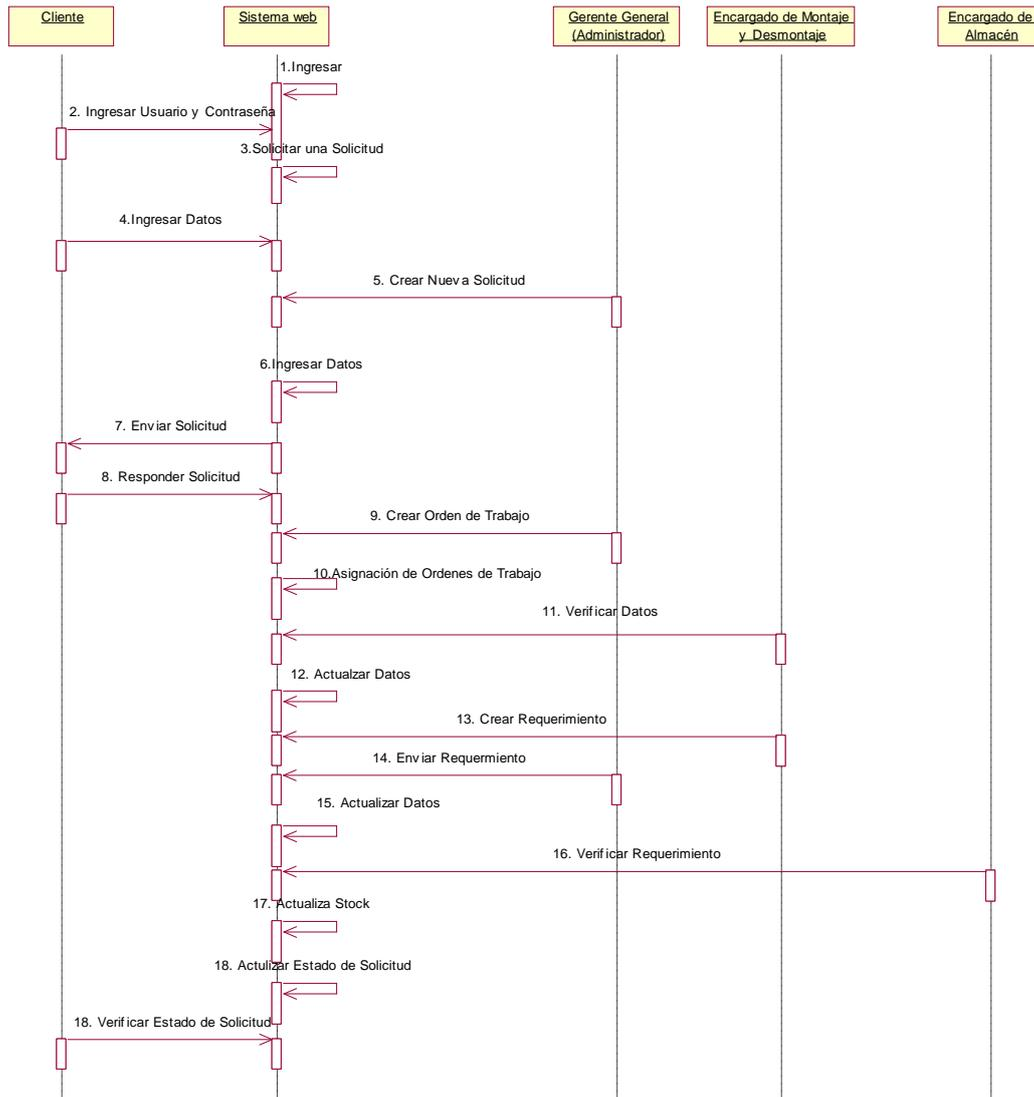 Cliente
Sistema web
Gerente General
(Administrador)
Encargado de Montaje
y Desmontaje
Encargado de
Almacén
1.Ingresar
2. Ingresar Usuario y Contraseña
3.Solicitar una Solicitud
4.Ingresar Datos
5. Crear Nueva Solicitud
6.Ingresar Datos
7. Enviar Solicitud
8. Responder Solicitud
9. Crear Orden de Trabajo
10.Asignación de Ordenes de Trabajo
11. Verificar Datos
12. Actualzar Datos
13. Crear Requerimiento
14. Enviar Requermiento
15. Actualizar Datos
16. Verificar Requerimiento
17. Actualiza Stock
18. Actulizar Estado de Solicitud
18. Verificar Estado de Solicitud